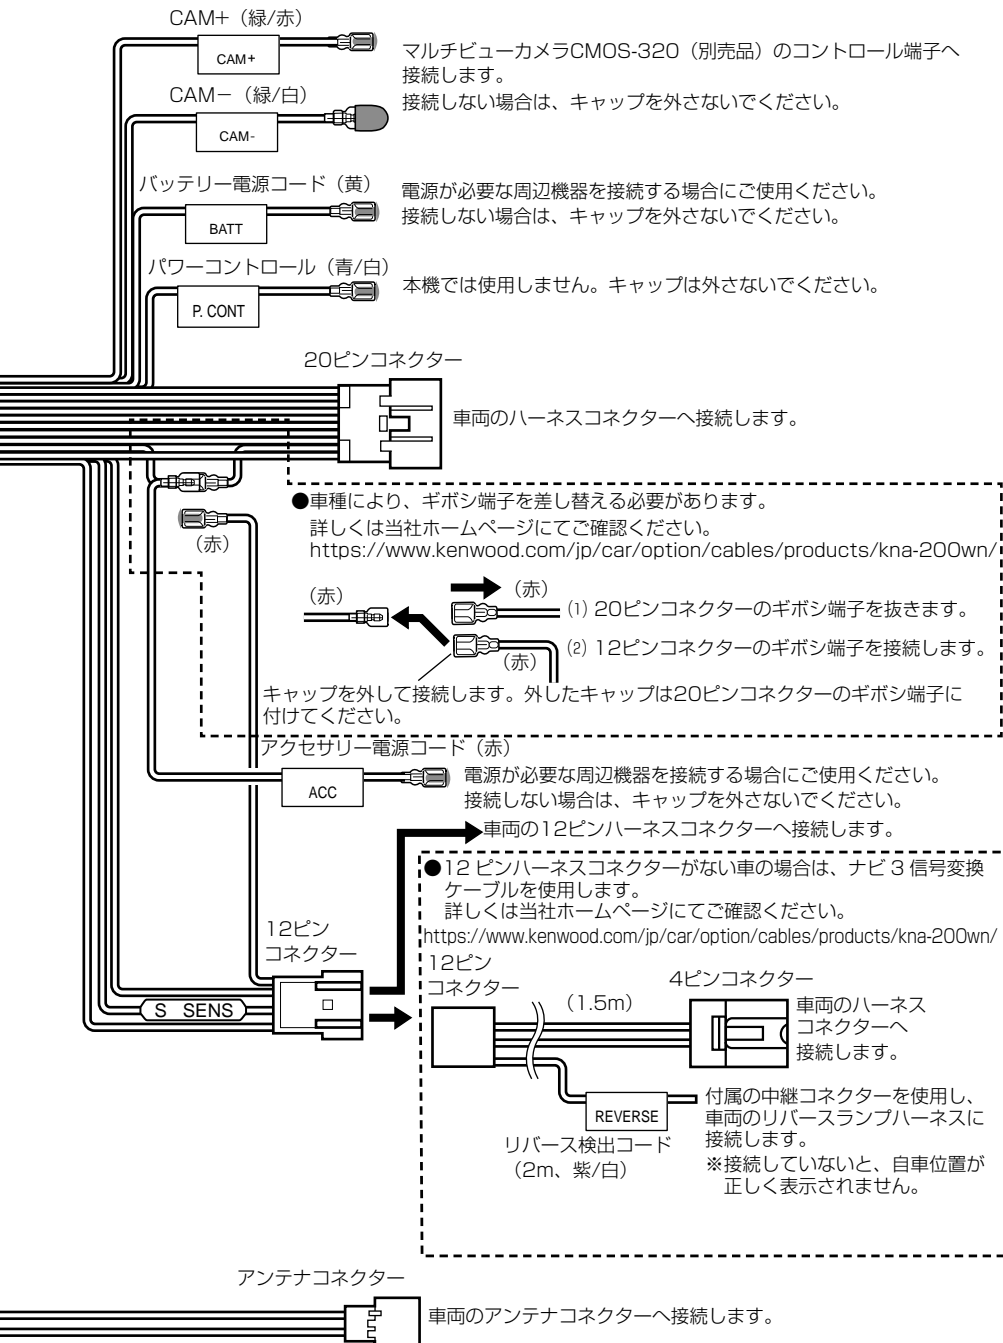 CAM+（緑/赤）
CAM+
マルチビューカメラCMOS-320（別売品）のコントロール端子へ
接続します。
接続しない場合は、キャップを外さないでください。
CAM－（緑/白）
CAM-
バッテリー電源コード（黄）
BATT
電源が必要な周辺機器を接続する場合にご使用ください。
接続しない場合は、キャップを外さないでください。
パワーコントロール（青/白）
P. CONT
本機では使用しません。キャップは外さないでください。
20ピンコネクター
車両のハーネスコネクターへ接続します。
（赤）
●車種により、ギボシ端子を差し替える必要があります。
詳しくは当社ホームページにてご確認ください。
https://www.kenwood.com/jp/car/option/cables/products/kna-200wn/
（赤）
（赤）
⑴ 20ピンコネクターのギボシ端子を抜きます。
⑵ 12ピンコネクターのギボシ端子を接続します。
（赤）
キャップを外して接続します。外したキャップは20ピンコネクターのギボシ端子に
付けてください。
アクセサリー電源コード（赤）
ACC
電源が必要な周辺機器を接続する場合にご使用ください。
接続しない場合は、キャップを外さないでください。
車両の12ピンハーネスコネクターへ接続します。
●12 ピンハーネスコネクターがない車の場合は、ナビ 3 信号変換
ケーブルを使用します。
詳しくは当社ホームページにてご確認ください。
https://www.kenwood.com/jp/car/option/cables/products/kna-200wn/
12ピン
コネクター
S SENS
12ピン
コネクター
（1.5m）
4ピンコネクター
車両のハーネス
コネクターへ
接続します。
REVERSE
リバース検出コード
（2m、紫/白）
付属の中継コネクターを使用し、
車両のリバースランプハーネスに
接続します。
※接続していないと、自車位置が
正しく表示されません。
アンテナコネクター
車両のアンテナコネクターへ接続します。